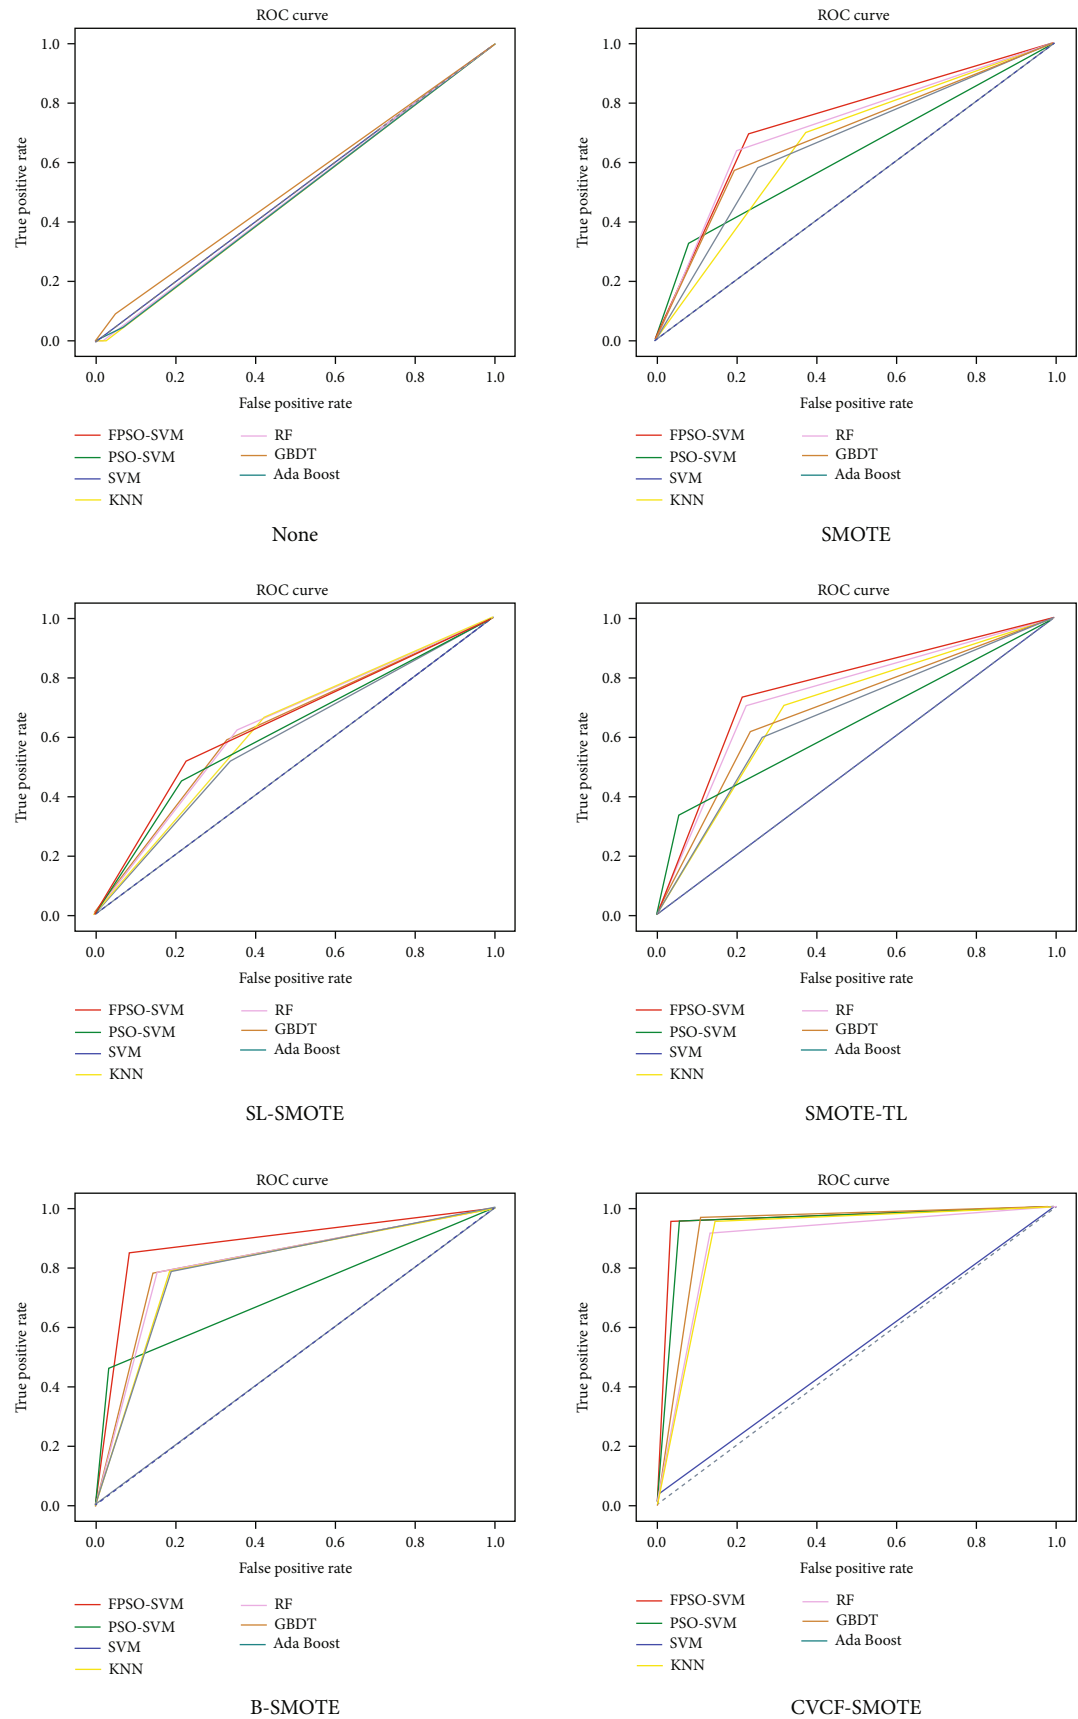 ROC curve
True positive rate
1.0
0.8
0.6
0.4
0.2
0.0
0.0 0.2 0.4 0.6 0.8 1.0
False positive rate
FPSO-SVM
PSO-SVM
SVM
KNN
RF
GBDT
Ada Boost
None
ROC curve
True positive rate
1.0
0.8
0.6
0.4
0.2
0.0
0.0 0.2 0.4 0.6 0.8 1.0
False positive rate
FPSO-SVM
PSO-SVM
SVM
KNN
RF
GBDT
Ada Boost
SMOTE
ROC curve
True positive rate
1.0
0.8
0.6
0.4
0.2
0.0
0.0 0.2 0.4 0.6 0.8 1.0
False positive rate
FPSO-SVM
PSO-SVM
SVM
KNN
RF
GBDT
Ada Boost
SL-SMOTE
ROC curve
True positive rate
1.0
0.8
0.6
0.4
0.2
0.0
0.0 0.2 0.4 0.6 0.8 1.0
False positive rate
FPSO-SVM
PSO-SVM
SVM
KNN
RF
GBDT
Ada Boost
SMOTE-TL
ROC curve
True positive rate
1.0
0.8
0.6
0.4
0.2
0.0
0.0 0.2 0.4 0.6 0.8 1.0
False positive rate
FPSO-SVM
PSO-SVM
SVM
KNN
RF
GBDT
Ada Boost
B-SMOTE
ROC curve
True positive rate
1.0
0.8
0.6
0.4
0.2
0.0
0.0 0.2 0.4 0.6 0.8 1.0
False positive rate
FPSO-SVM
PSO-SVM
SVM
KNN
RF
GBDT
Ada Boost
CVCF-SMOTE